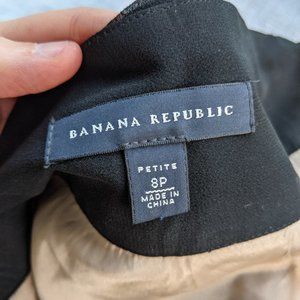 BANANA REPUBLIC
PETITE
8P
MADE IN
CHINA